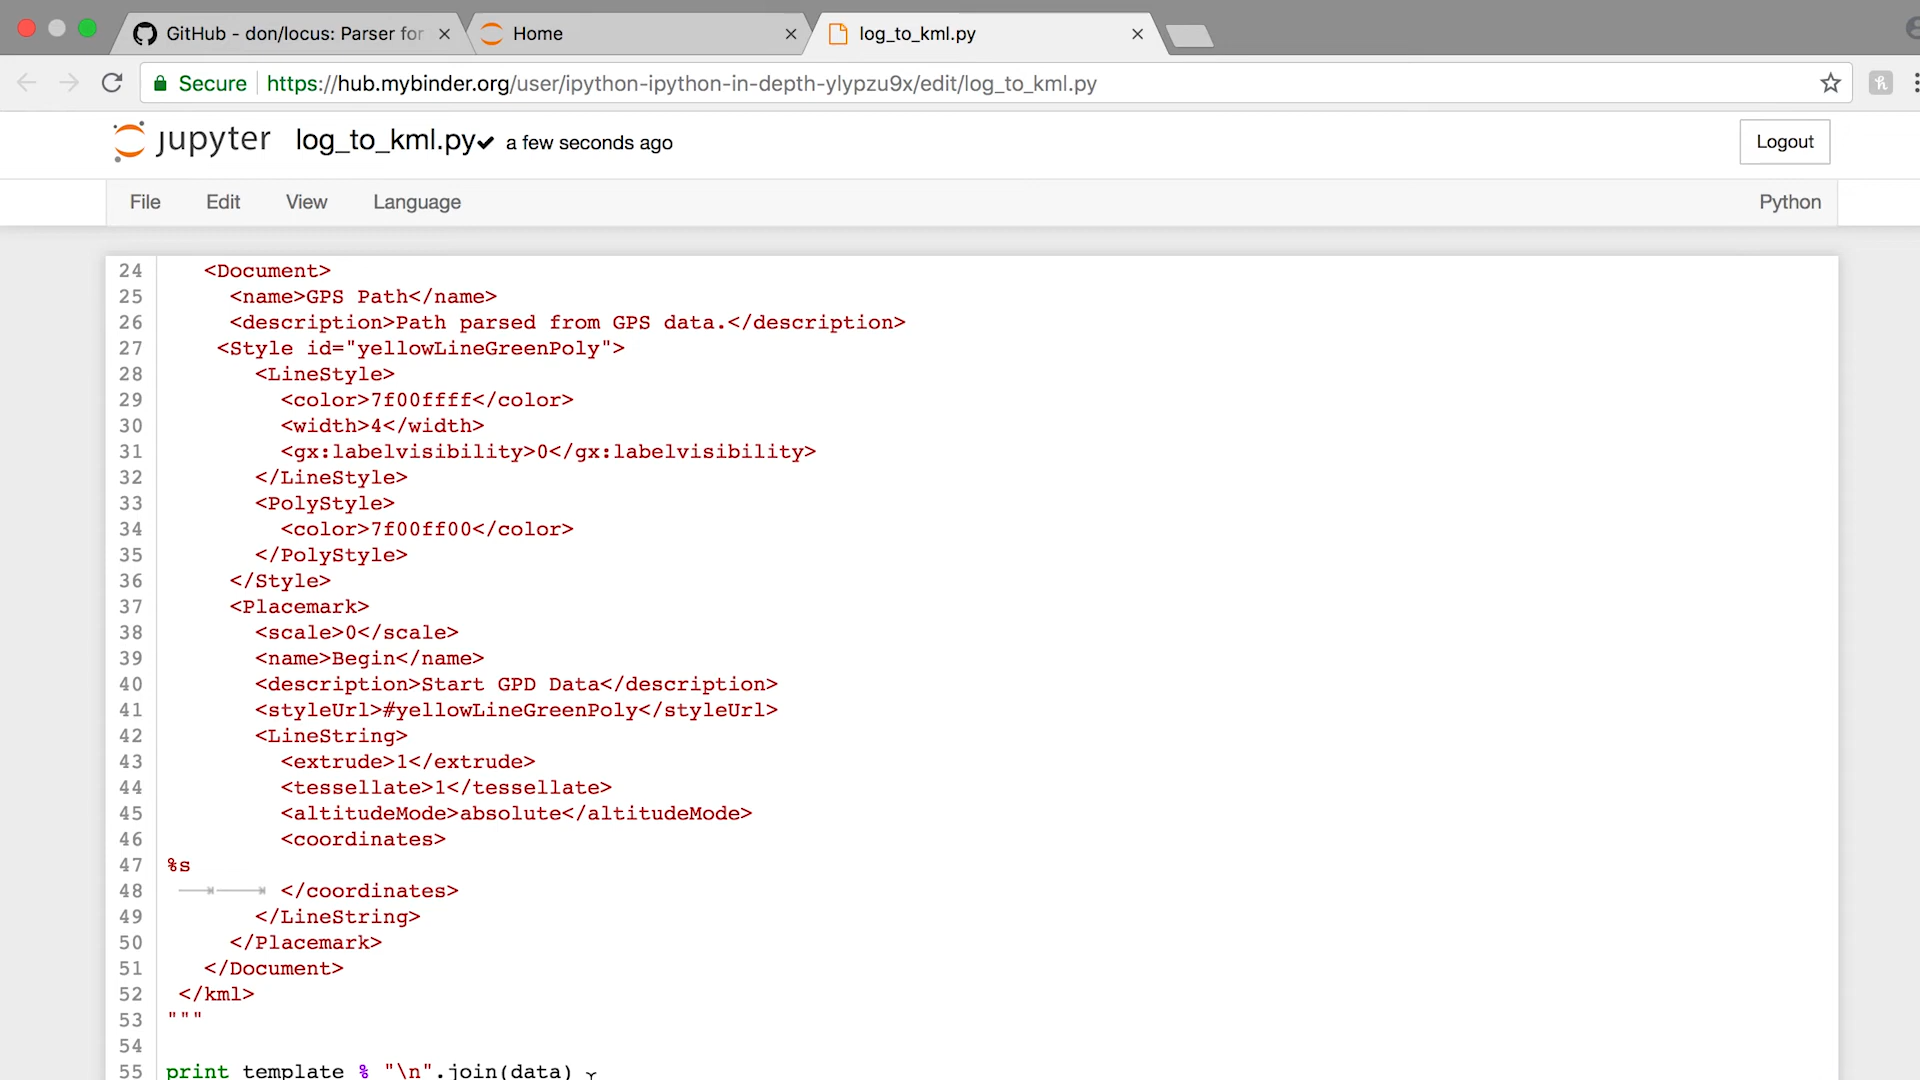 GitHub - don/locus: Parser for
Home
log_to_kml.py
Secure https://hub.mybinder.org/user/ipython-ipython-in-depth-ylypzu9x/edit/log_to_kml.py
jupyter log_to_kml.py✔ a few seconds ago
Logout
File Edit View Language Python
24 <Document>
25 <name>GPS Path</name>
26 <description>Path parsed from GPS data.</description>
27 <Style id="yellowLineGreenPoly">
28 <LineStyle>
29 <color>7f00ffff</color>
30 <width>4</width>
31 <gx:labelvisibility>0</gx:labelvisibility>
32 </LineStyle>
33 <PolyStyle>
34 <color>7f00ff00</color>
35 </PolyStyle>
36 </Style>
37 <Placemark>
38 <scale>0</scale>
39 <name>Begin</name>
40 <description>Start GPD Data</description>
41 <styleUrl>#yellowLineGreenPoly</styleUrl>
42 <LineString>
43 <extrude>1</extrude>
44 <tessellate>1</tessellate>
45 <altitudeMode>absolute</altitudeMode>
46 <coordinates>
47 %s
48 </coordinates>
49 </LineString>
50 </Placemark>
51 </Document>
52 </kml>
53 """
54
55 print template % "\n".join(data)